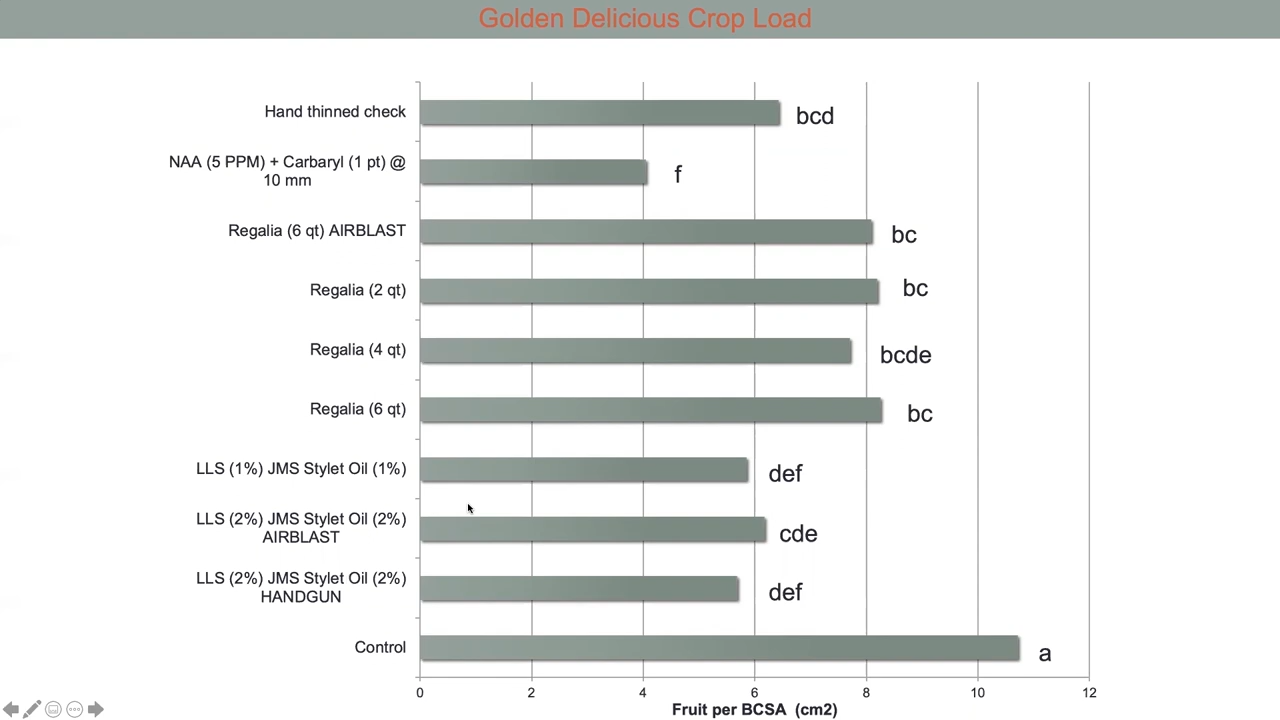 Golden Delicious Crop Load
Hand thinned check
bcd
NAA (5 PPM) + Carbaryl (1 pt) @
10 mm
f
Regalia (6 qt) AIRBLAST
bc
Regalia (2 qt)
bc
Regalia (4 qt)
bcde
Regalia (6 qt)
bc
LLS (1%) JMS Stylet Oil (1%)
def
LLS (2%) JMS Stylet Oil (2%)
AIRBLAST
cde
LLS (2%) JMS Stylet Oil (2%)
HANDGUN
def
Control
a
0 2 4 6 8 10 12
Fruit per BCSA (cm2)